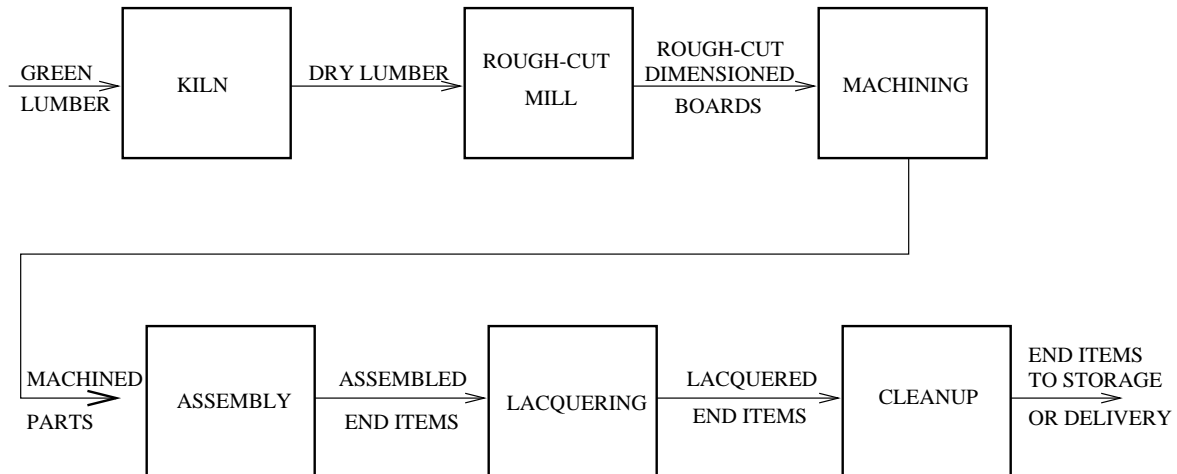 GREEN
LUMBER
KILN
DRY LUMBER
ROUGH-CUT
MILL
ROUGH-CUT
DIMENSIONED
BOARDS
MACHINING
MACHINED
PARTS
ASSEMBLY
ASSEMBLED
END ITEMS
LACQUERING
LACQUERED
END ITEMS
CLEANUP
END ITEMS
TO STORAGE
OR DELIVERY